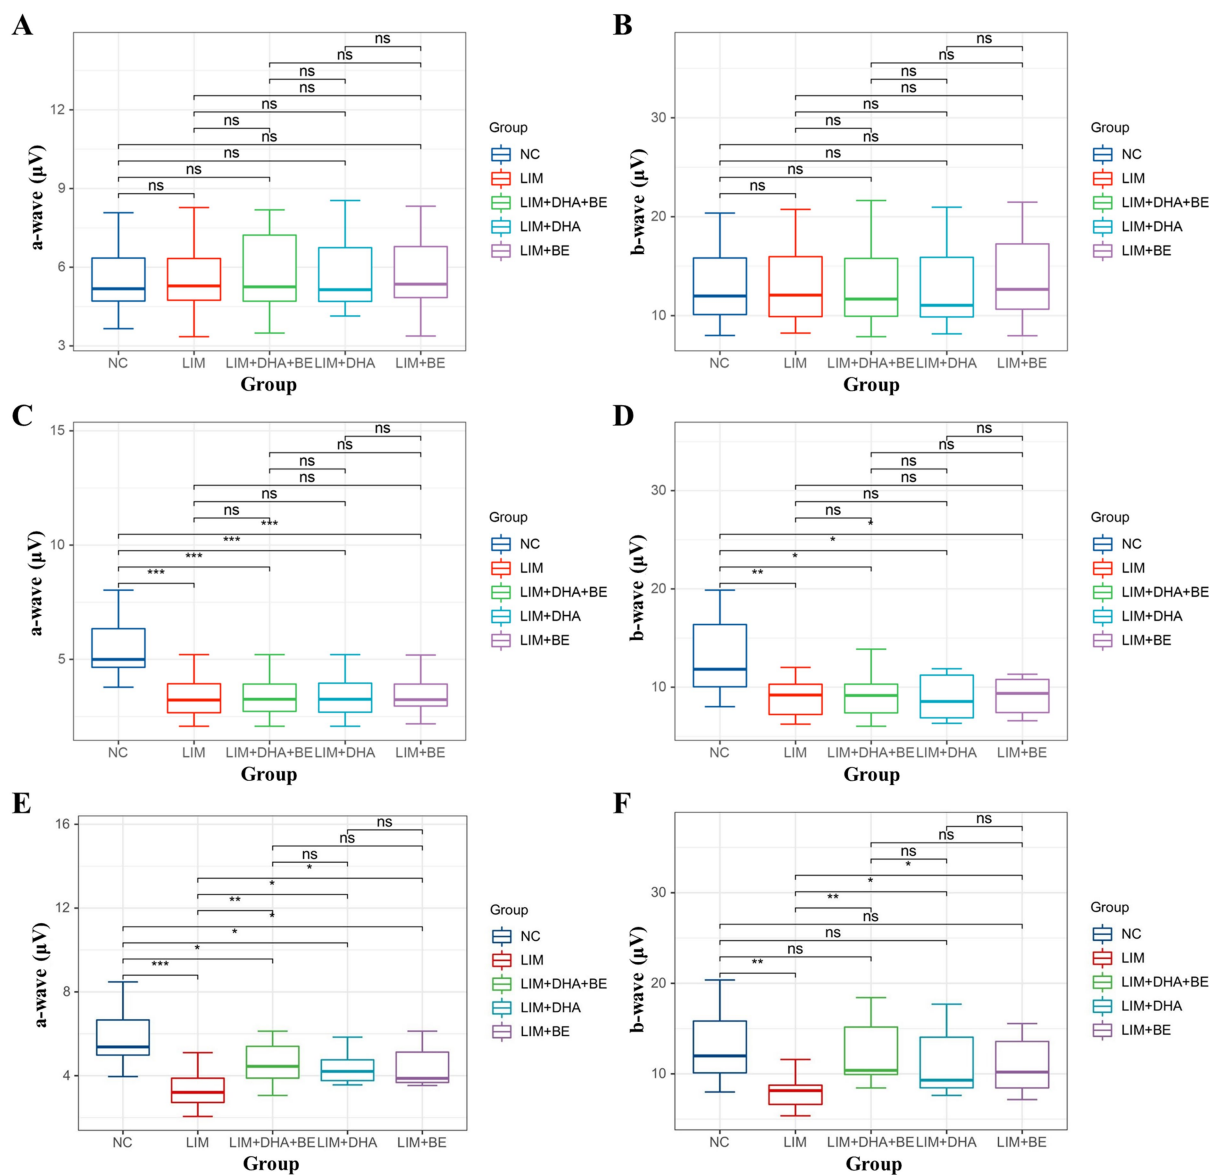 A
ns
ns
ns
ns
ns
ns
ns
ns
ns
ns
12
9
6
3
a-wave (µV)
NC LIM LIM+DHA+BE LIM+DHA LIM+BE
Group
Group
NC
LIM
LIM+DHA+BE
LIM+DHA
LIM+BE
B
ns
ns
ns
ns
ns
ns
ns
ns
ns
ns
30
20
10
b-wave (µV)
NC LIM LIM+DHA+BE LIM+DHA LIM+BE
Group
Group
NC
LIM
LIM+DHA+BE
LIM+DHA
LIM+BE
C
ns
ns
ns
ns
ns
ns
***
***
***
***
15
10
5
a-wave (µV)
NC LIM LIM+DHA+BE LIM+DHA LIM+BE
Group
Group
NC
LIM
LIM+DHA+BE
LIM+DHA
LIM+BE
D
ns
ns
ns
ns
ns
ns
*
*
*
**
30
20
10
b-wave (µV)
NC LIM LIM+DHA+BE LIM+DHA LIM+BE
Group
Group
NC
LIM
LIM+DHA+BE
LIM+DHA
LIM+BE
E
ns
ns
ns
*
*
**
*
*
*
***
16
12
8
4
a-wave (µV)
NC LIM LIM+DHA+BE LIM+DHA LIM+BE
Group
Group
NC
LIM
LIM+DHA+BE
LIM+DHA
LIM+BE
F
ns
ns
ns
*
*
**
ns
ns
ns
**
30
20
10
b-wave (µV)
NC LIM LIM+DHA+BE LIM+DHA LIM+BE
Group
Group
NC
LIM
LIM+DHA+BE
LIM+DHA
LIM+BE